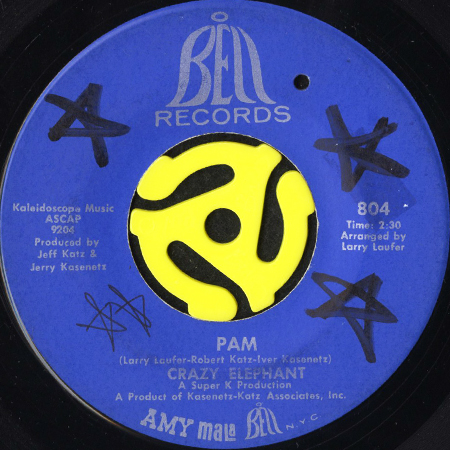 BELL
RECORDS
Kaleidoscope Music
ASCAP
9204
Produced by
Jeff Katz &
Jerry Kasenetz
804
Time: 2:30
Arranged by
Larry Laufer
PAM
(Larry Laufer-Robert Katz-Iver Kasenetz)
CRAZY ELEPHANT
A Super K Production
A Product of Kasenetz-Katz Associates, Inc.
AMY mala BELL N.Y.C.